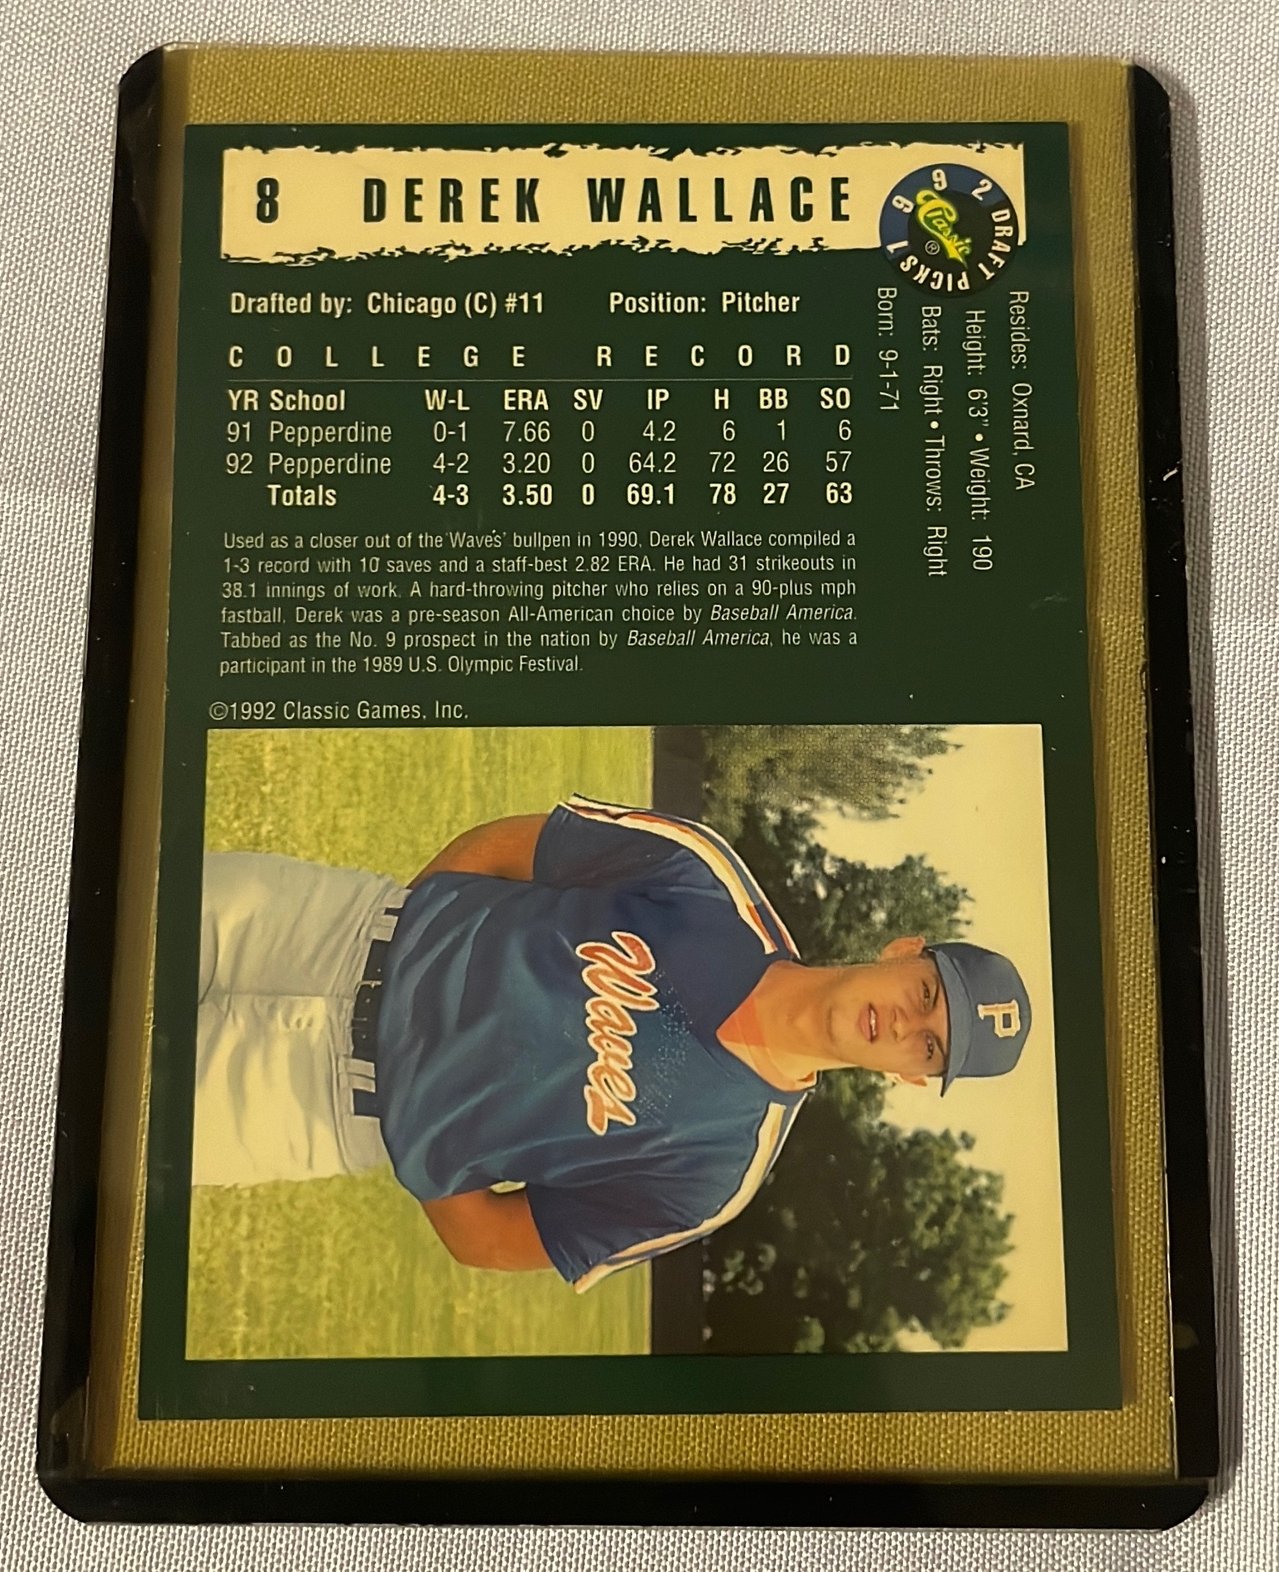 8 DEREK WALLACE
1992 DRAFT PICKS
Classic ®
Drafted by: Chicago (C) #11 Position: Pitcher
COLLEGE RECORD
YR School W-L ERA SV IP H BB SO
91 Pepperdine 0-1 7.66 0 4.2 6 1 6
92 Pepperdine 4-2 3.20 0 64.2 72 26 57
Totals 4-3 3.50 0 69.1 78 27 63
Used as a closer out of the Waves' bullpen in 1990, Derek Wallace compiled a
1-3 record with 10 saves and a staff-best 2.82 ERA. He had 31 strikeouts in
38.1 innings of work. A hard-throwing pitcher who relies on a 90-plus mph
fastball, Derek was a pre-season All-American choice by Baseball America.
Tabbed as the No. 9 prospect in the nation by Baseball America, he was a
participant in the 1989 U.S. Olympic Festival.
©1992 Classic Games, Inc.
Resides: Oxnard, CA
Height: 6'3" • Weight: 190
Bats: Right • Throws: Right
Born: 9-1-71
P
Waves